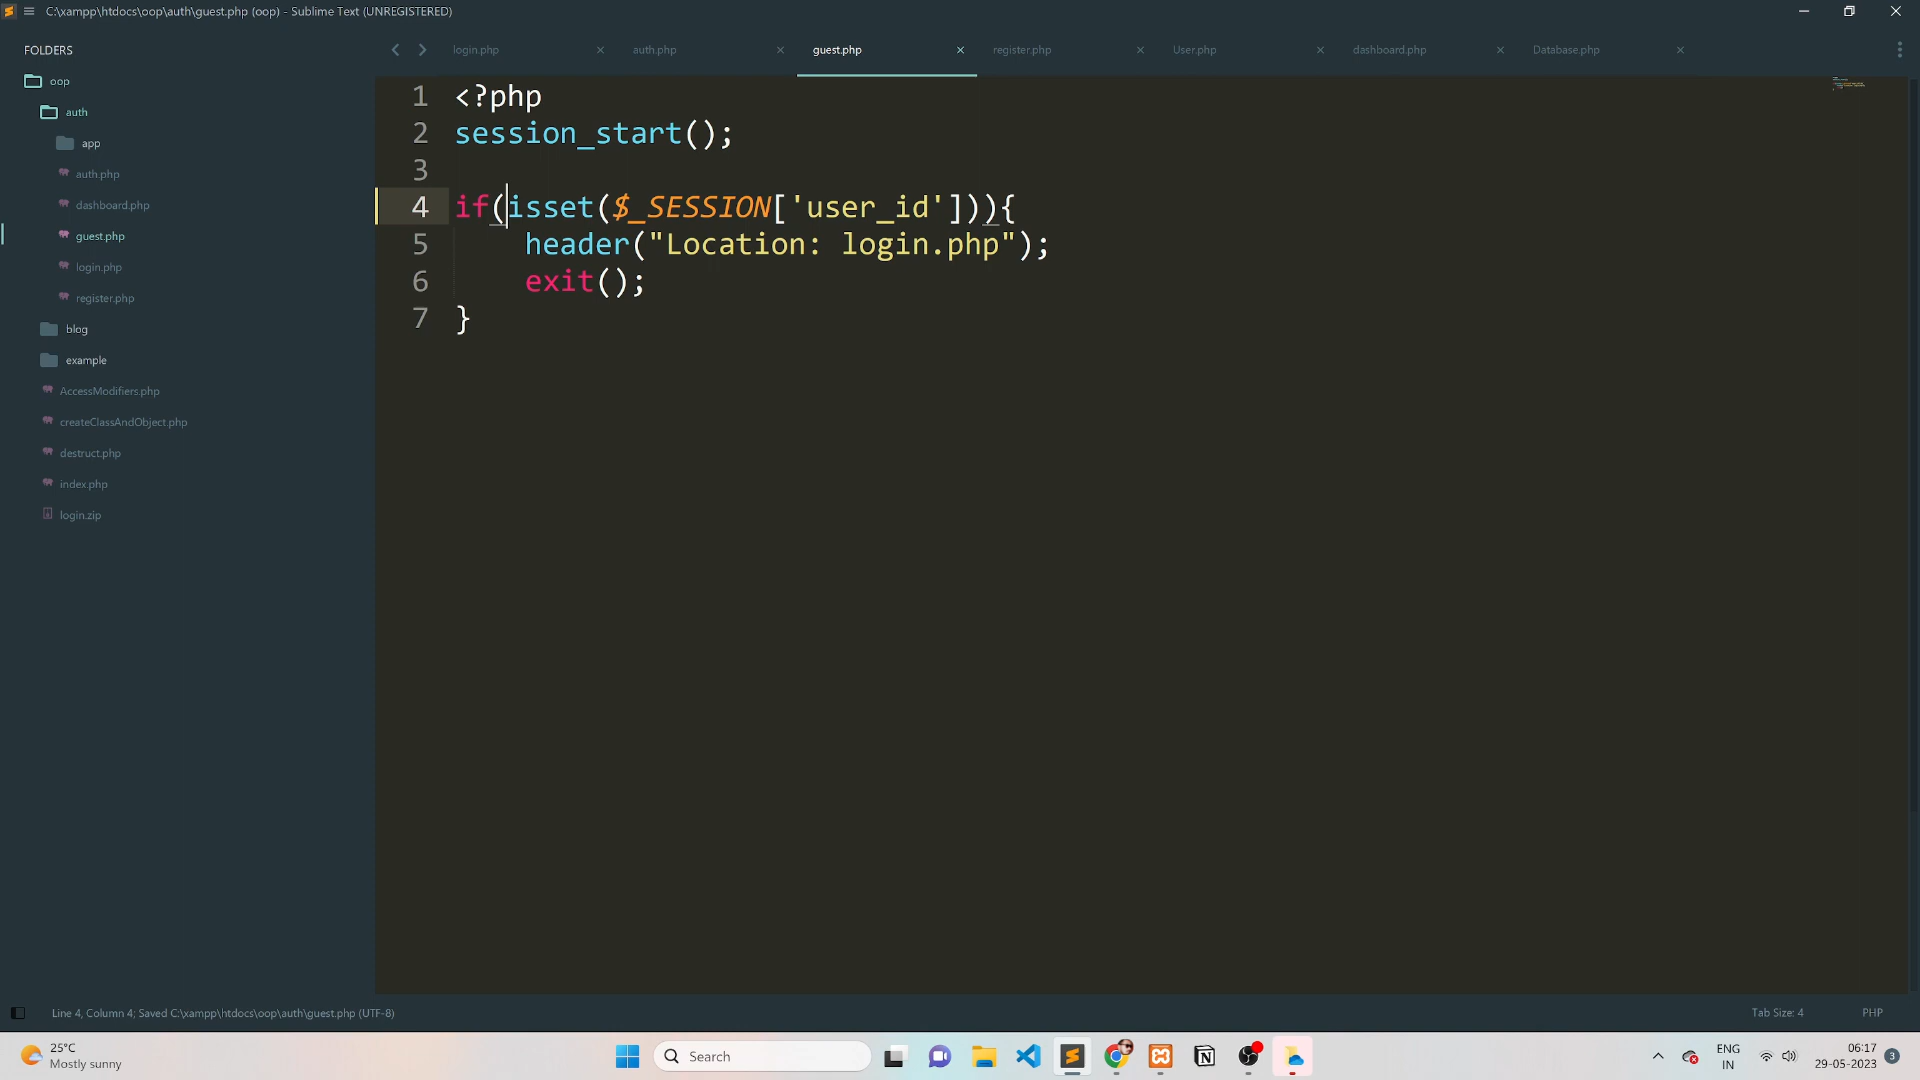 C:\xampp\htdocs\oop\auth\guest.php (oop) - Sublime Text (UNREGISTERED)
FOLDERS
oop
auth
app
auth.php
dashboard.php
guest.php
login.php
register.php
blog
example
AccessModifiers.php
createClassAndObject.php
destruct.php
index.php
login.zip
login.php
auth.php
guest.php
register.php
User.php
dashboard.php
Database.php
1 <?php
2 session_start();
3
4 if(isset($_SESSION['user_id'])){
5 header("Location: login.php");
6 exit();
7 }
Line 4, Column 4; Saved C:\xampp\htdocs\oop\auth\guest.php (UTF-8)
Tab Size: 4
PHP
25°C
Mostly sunny
Search
ENG
IN
06:17
29-05-2023
3